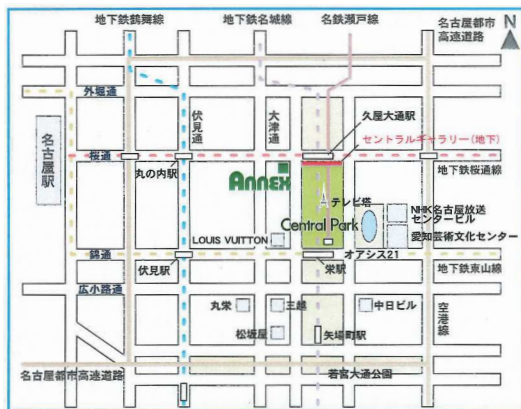 地下鉄鶴舞線
地下鉄名城線
名鉄瀬戸線
名古屋都市
高速道路
N
外堀通
伏見通
大津通
久屋大通駅
セントラルギャラリー(地下)
名古屋駅
桜通
丸の内駅
地下鉄桜通線
ANNEX
テレビ塔
Central Park
NHK名古屋放送
センタービル
愛知芸術文化センター
LOUIS VUITTON
錦通
伏見駅
栄駅
オアシス21
地下鉄東山線
広小路通
丸栄
三越
中日ビル
空港線
松坂屋
矢場町駅
名古屋都市高速道路
若宮大通公園